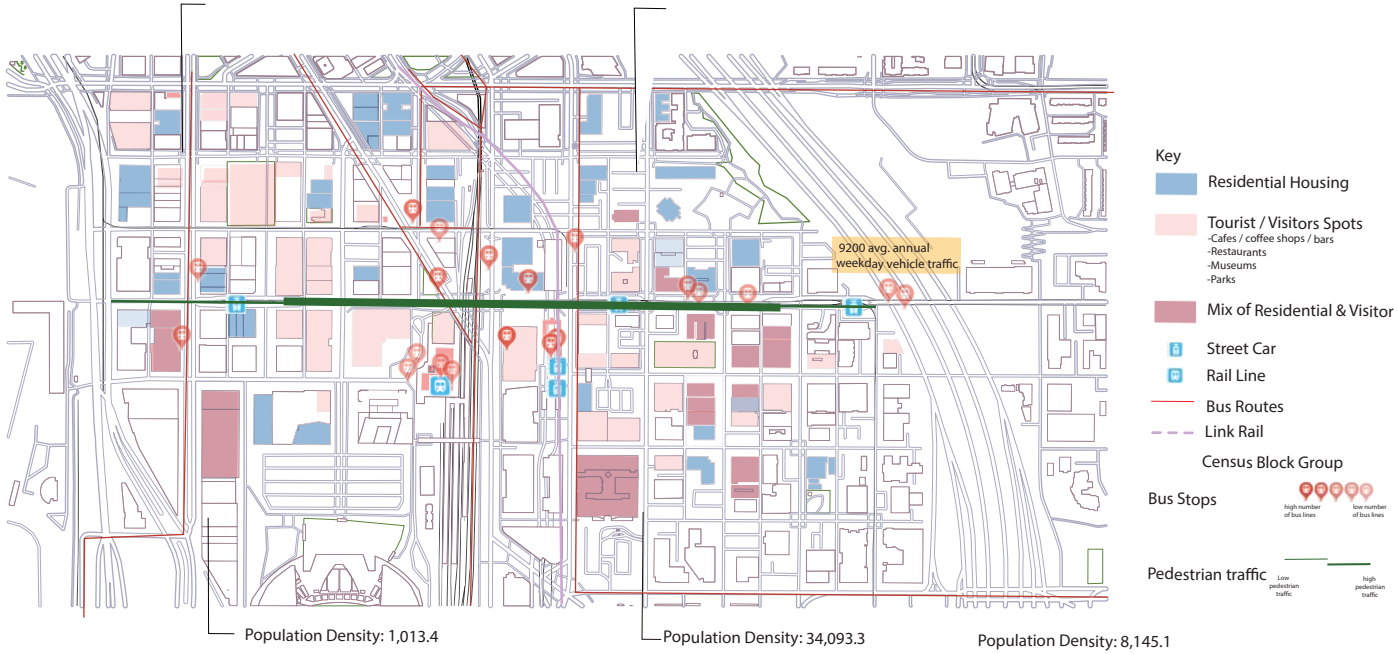 9200 avg. annual
weekday vehicle traffic
Key
Residential Housing
Tourist / Visitors Spots
-Cafes / coffee shops / bars
-Restaurants
-Museums
-Parks
Mix of Residential & Visitor
Street Car
Rail Line
Bus Routes
Link Rail
Census Block Group
Bus Stops
high number
of bus lines
low number
of bus lines
Pedestrian traffic
Low
pedestrian
traffic
high
pedestrian
traffic
Population Density: 1,013.4
Population Density: 34,093.3
Population Density: 8,145.1